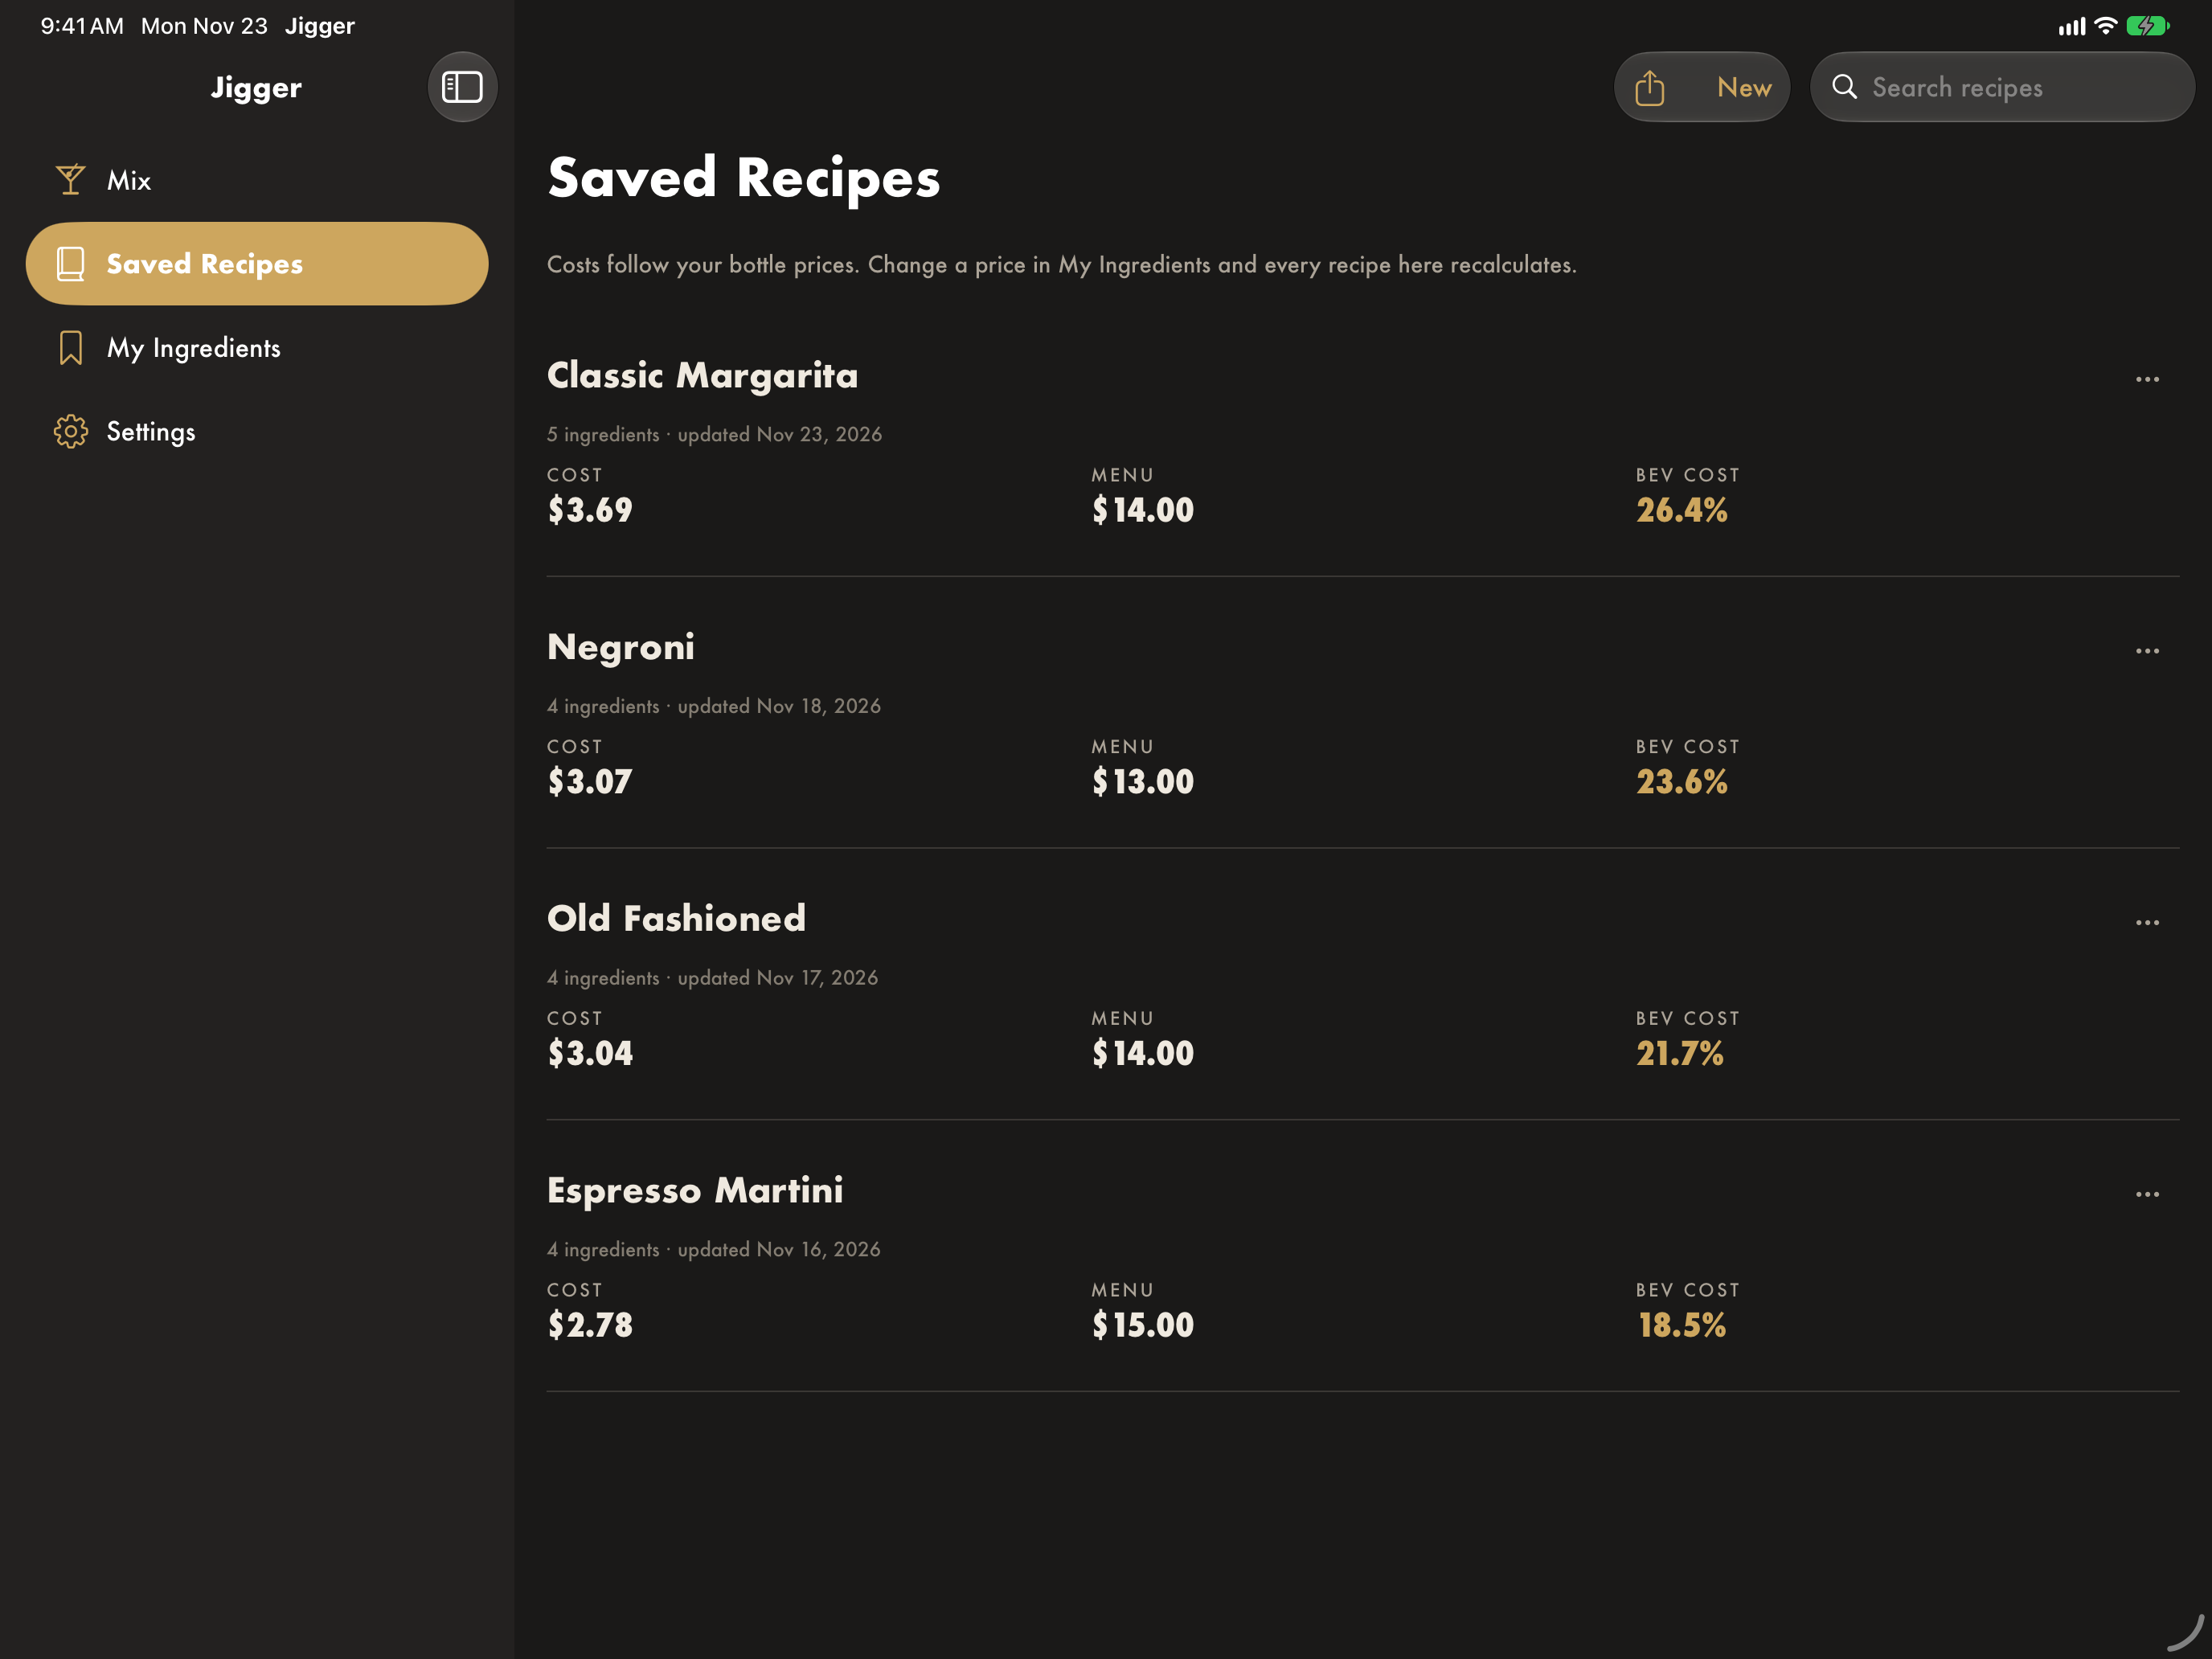 9:41 AM Mon Nov 23 Jigger
Jigger
New
Search recipes
Mix
Saved Recipes
My Ingredients
Settings
Saved Recipes
Costs follow your bottle prices. Change a price in My Ingredients and every recipe here recalculates.
Classic Margarita
5 ingredients · updated Nov 23, 2026
COST MENU BEV COST
$3.69 $14.00 26.4%
Negroni
4 ingredients · updated Nov 18, 2026
COST MENU BEV COST
$3.07 $13.00 23.6%
Old Fashioned
4 ingredients · updated Nov 17, 2026
COST MENU BEV COST
$3.04 $14.00 21.7%
Espresso Martini
4 ingredients · updated Nov 16, 2026
COST MENU BEV COST
$2.78 $15.00 18.5%